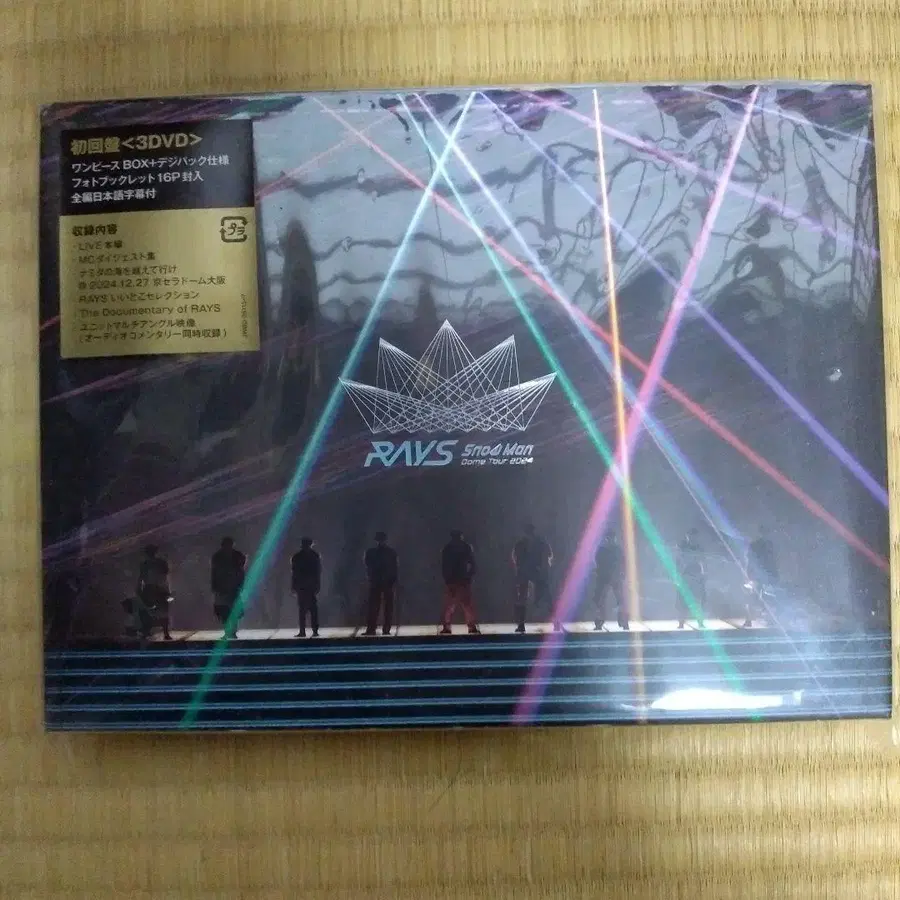 初回盤<3DVD>
ワンピースBOX+デジパック仕様
フォトブックレット16P封入
全編日本語字幕付
収録内容
・LIVE本編
・MCダイジェスト集
・ナミダの海を越えて行け
@2024.12.27 京セラドーム大阪
・RAYS いいとこセレクション
・The Documentary of RAYS
・ユニットマルチアングル映像
(オーディオコメンタリー同時収録)
RAYS
Snow Man
Dome Tour 2024